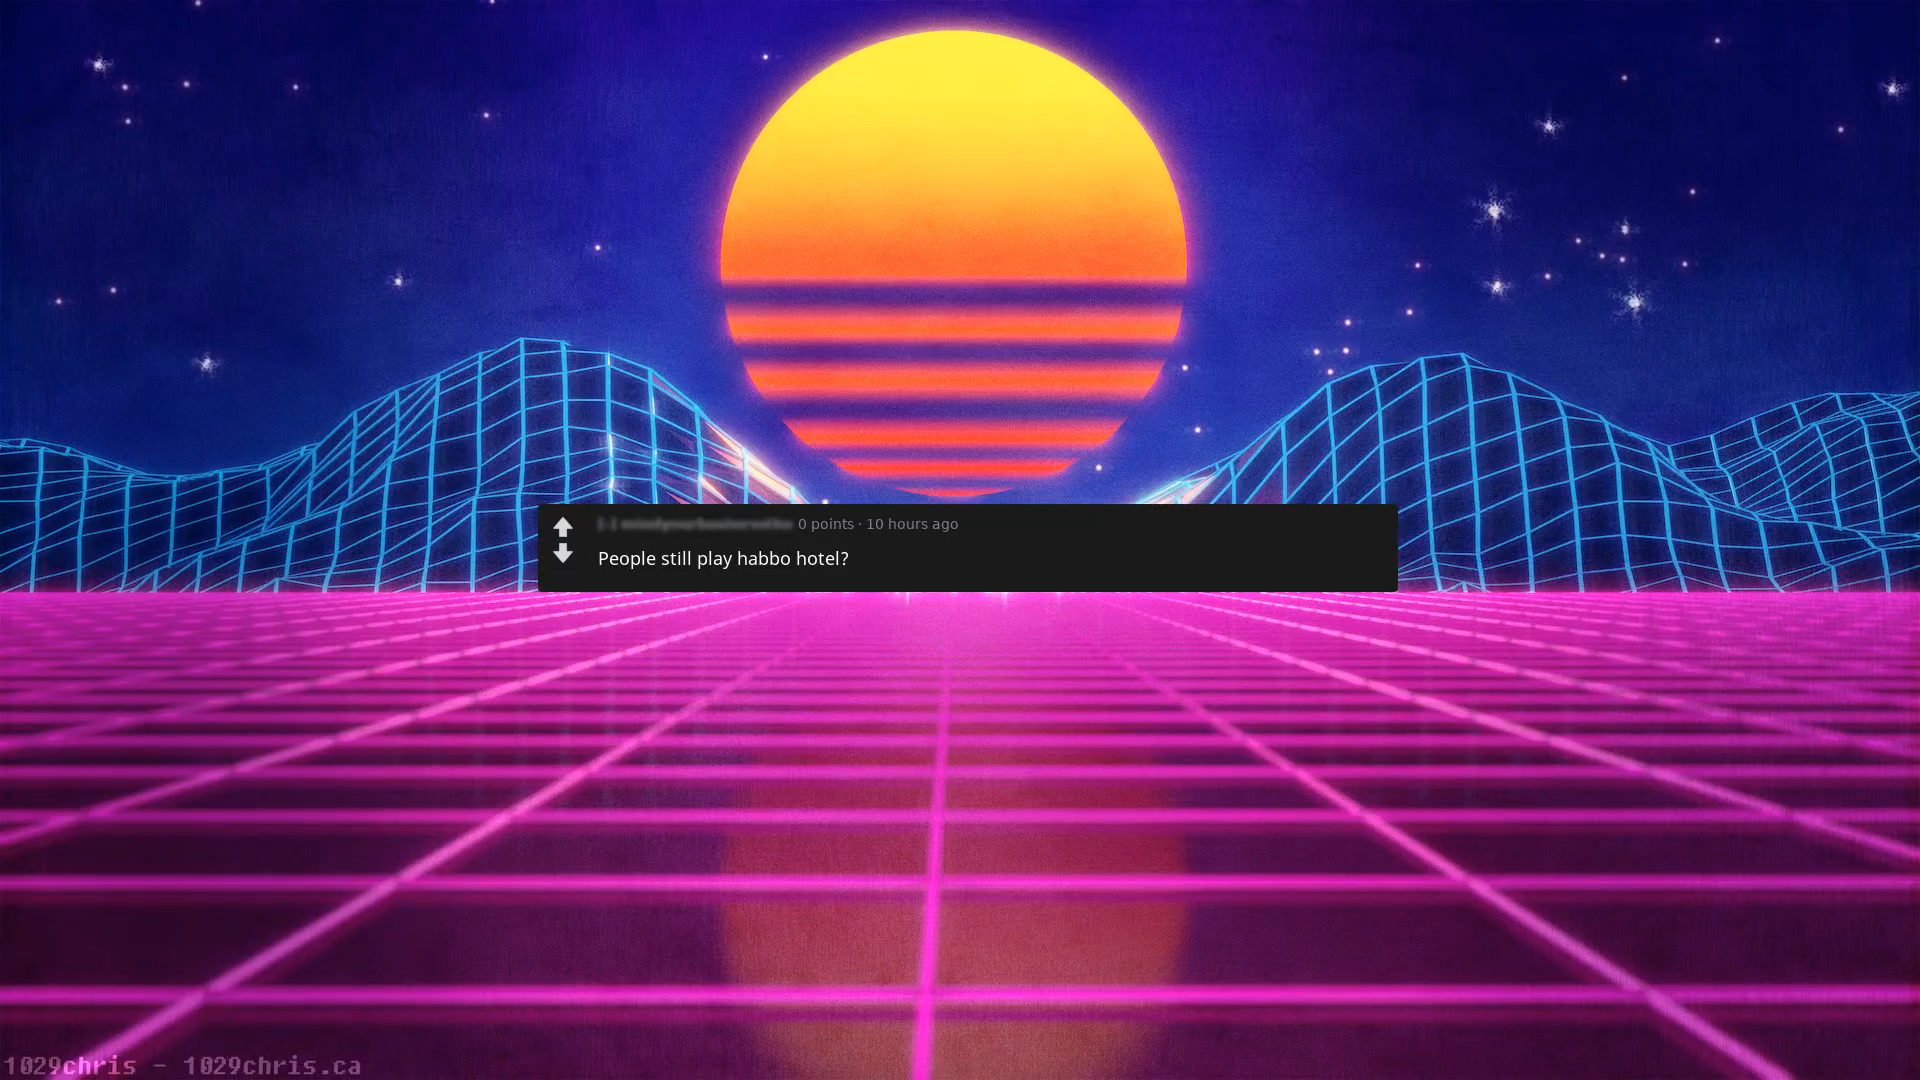 0 points · 10 hours ago
People still play habbo hotel?
1029chris - 1029chris.ca